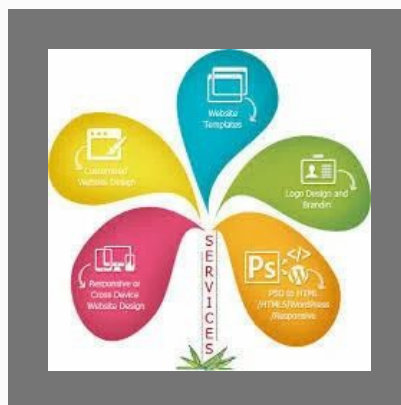 Website
Templates
Customized
Website Design
Logo Design and
Brandin
Responsive or
Cross Device
Website Design
Ps
</>
PSD to HTML
/HTML5/WordPress
/Responsive
SERVICES